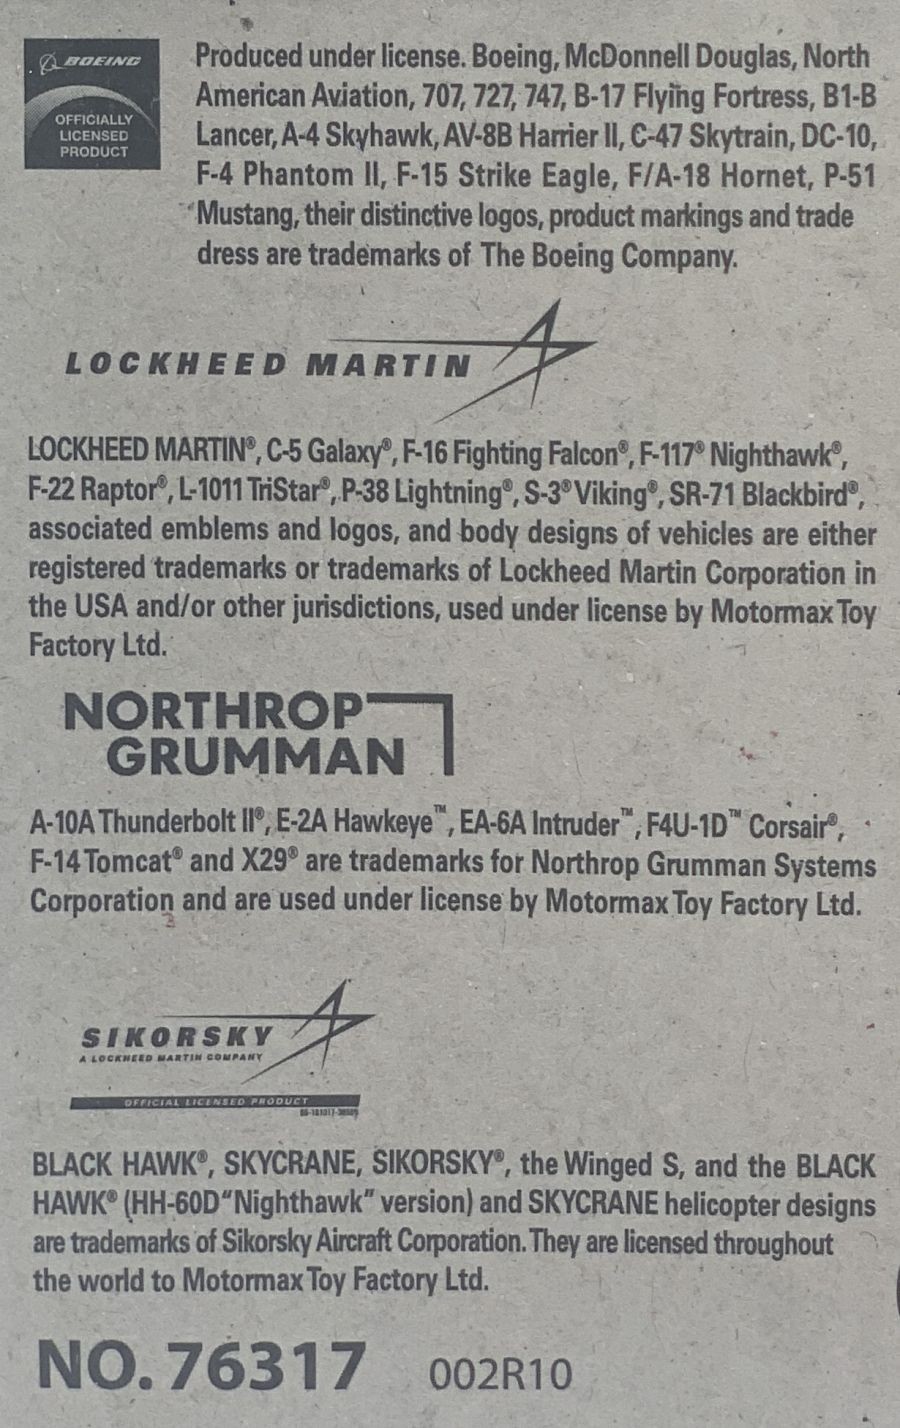 BOEING
OFFICIALLY
LICENSED
PRODUCT
Produced under license. Boeing, McDonnell Douglas, North
American Aviation, 707, 727, 747, B-17 Flying Fortress, B1-B
Lancer, A-4 Skyhawk, AV-8B Harrier II, C-47 Skytrain, DC-10,
F-4 Phantom II, F-15 Strike Eagle, F/A-18 Hornet, P-51
Mustang, their distinctive logos, product markings and trade
dress are trademarks of The Boeing Company.
LOCKHEED MARTIN
LOCKHEED MARTIN®, C-5 Galaxy®, F-16 Fighting Falcon®, F-117® Nighthawk®,
F-22 Raptor®, L-1011 TriStar®, P-38 Lightning®, S-3® Viking®, SR-71 Blackbird®,
associated emblems and logos, and body designs of vehicles are either
registered trademarks or trademarks of Lockheed Martin Corporation in
the USA and/or other jurisdictions, used under license by Motormax Toy
Factory Ltd.
NORTHROP
GRUMMAN
A-10A Thunderbolt II®, E-2A Hawkeye™, EA-6A Intruder™, F4U-1D™ Corsair®,
F-14 Tomcat® and X29® are trademarks for Northrop Grumman Systems
Corporation and are used under license by Motormax Toy Factory Ltd.
SIKORSKY
A LOCKHEED MARTIN COMPANY
OFFICIAL LICENSED PRODUCT
BLACK HAWK®, SKYCRANE, SIKORSKY®, the Winged S, and the BLACK
HAWK® (HH-60D "Nighthawk" version) and SKYCRANE helicopter designs
are trademarks of Sikorsky Aircraft Corporation. They are licensed throughout
the world to Motormax Toy Factory Ltd.
NO. 76317 002R10